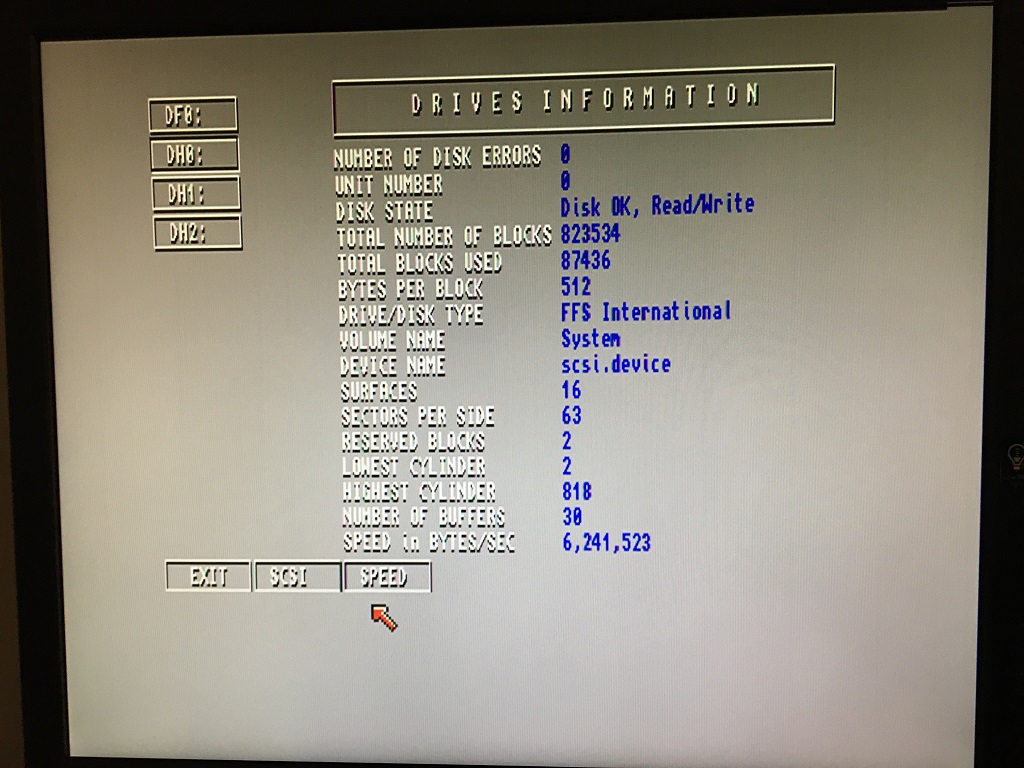 DRIVES INFORMATION
DF0:
DH0:
DH1:
DH2:
NUMBER OF DISK ERRORS 0
UNIT NUMBER 0
DISK STATE Disk OK, Read/Write
TOTAL NUMBER OF BLOCKS 823534
TOTAL BLOCKS USED 87436
BYTES PER BLOCK 512
DRIVE/DISK TYPE FFS International
VOLUME NAME System
DEVICE NAME scsi.device
SURFACES 16
SECTORS PER SIDE 63
RESERVED BLOCKS 2
LOWEST CYLINDER 2
HIGHEST CYLINDER 818
NUMBER OF BUFFERS 30
SPEED in BYTES/SEC 6,241,523
EXIT SCSI SPEED